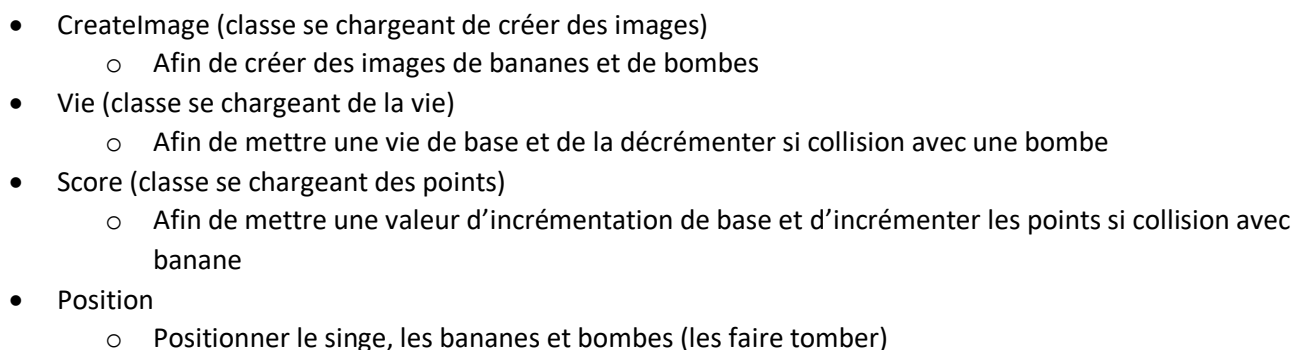 • CreateImage (classe se chargeant de créer des images)
o Afin de créer des images de bananes et de bombes
• Vie (classe se chargeant de la vie)
o Afin de mettre une vie de base et de la décrémenter si collision avec une bombe
• Score (classe se chargeant des points)
o Afin de mettre une valeur d’incrémentation de base et d’incrémenter les points si collision avec
banane
• Position
o Positionner le singe, les bananes et bombes (les faire tomber)